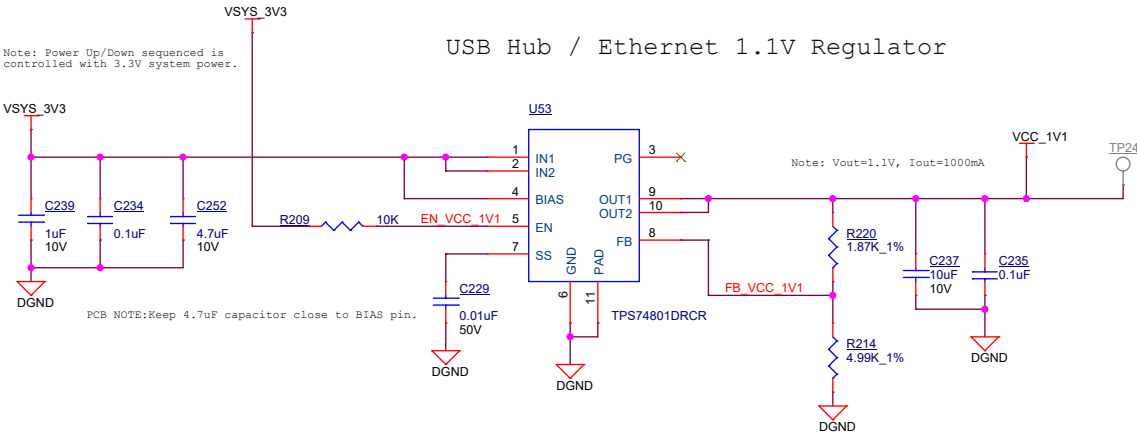 VSYS_3V3
USB Hub / Ethernet 1.1V Regulator
Note: Power Up/Down sequenced is
controlled with 3.3V system power.
VSYS_3V3
U53
1
IN1
2
IN2
4
BIAS
5
EN
7
SS
PG
3
OUT1
9
OUT2
10
FB
8
GND
6
PAD
11
TPS74801DRCR
C239
1uF
10V
C234
0.1uF
C252
4.7uF
10V
DGND
R209
10K
EN_VCC_1V1
C229
0.01uF
50V
DGND
PCB NOTE:Keep 4.7uF capacitor close to BIAS pin.
DGND
Note: Vout=1.1V, Iout=1000mA
VCC_1V1
TP24
R220
1.87K_1%
FB_VCC_1V1
R214
4.99K_1%
DGND
C237
10uF
10V
C235
0.1uF
DGND